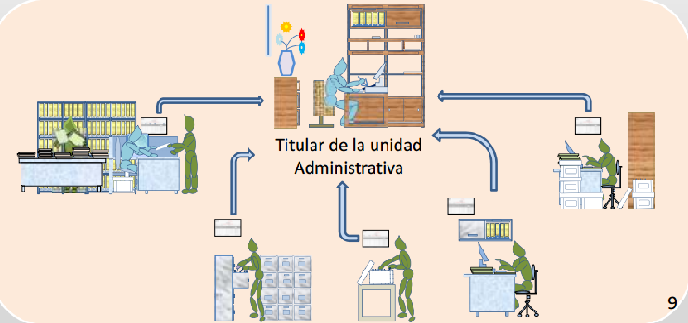 Titular de la unidad
Administrativa
9